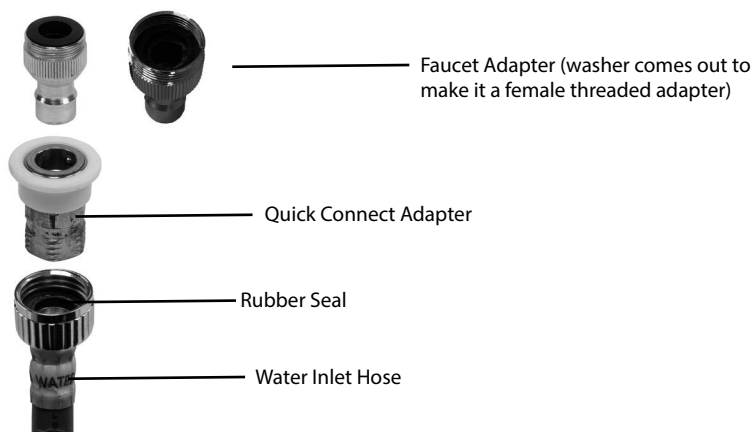 Faucet Adapter (washer comes out to
make it a female threaded adapter)
Quick Connect Adapter
Rubber Seal
Water Inlet Hose
WATE